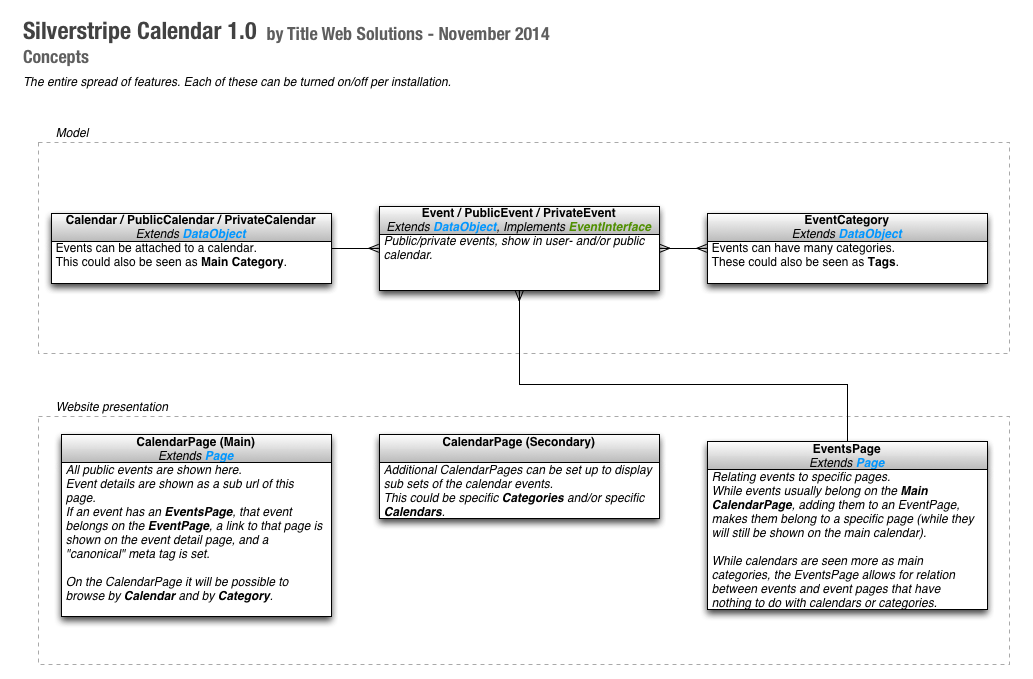 Silverstripe Calendar 1.0 by Title Web Solutions - November 2014
Concepts
The entire spread of features. Each of these can be turned on/off per installation.
Model
Calendar / PublicCalendar / PrivateCalendar
Extends DataObject
Events can be attached to a calendar.
This could also be seen as Main Category.
Event / PublicEvent / PrivateEvent
Extends DataObject, Implements EventInterface
Public/private events, show in user- and/or public
calendar.
EventCategory
Extends DataObject
Events can have many categories.
These could also be seen as Tags.
Website presentation
CalendarPage (Main)
Extends Page
All public events are shown here.
Event details are shown as a sub url of this
page.
If an event has an EventsPage, that event
belongs on the EventPage, a link to that page is
shown on the event detail page, and a
"canonical" meta tag is set.
On the CalendarPage it will be possible to
browse by Calendar and by Category.
CalendarPage (Secondary)
Additional CalendarPages can be set up to display
sub sets of the calendar events.
This could be specific Categories and/or specific
Calendars.
EventsPage
Extends Page
Relating events to specific pages.
While events usually belong on the Main
CalendarPage, adding them to an EventPage,
makes them belong to a specific page (while they
will still be shown on the main calendar).
While calendars are seen more as main
categories, the EventsPage allows for relation
between events and event pages that have
nothing to do with calendars or categories.